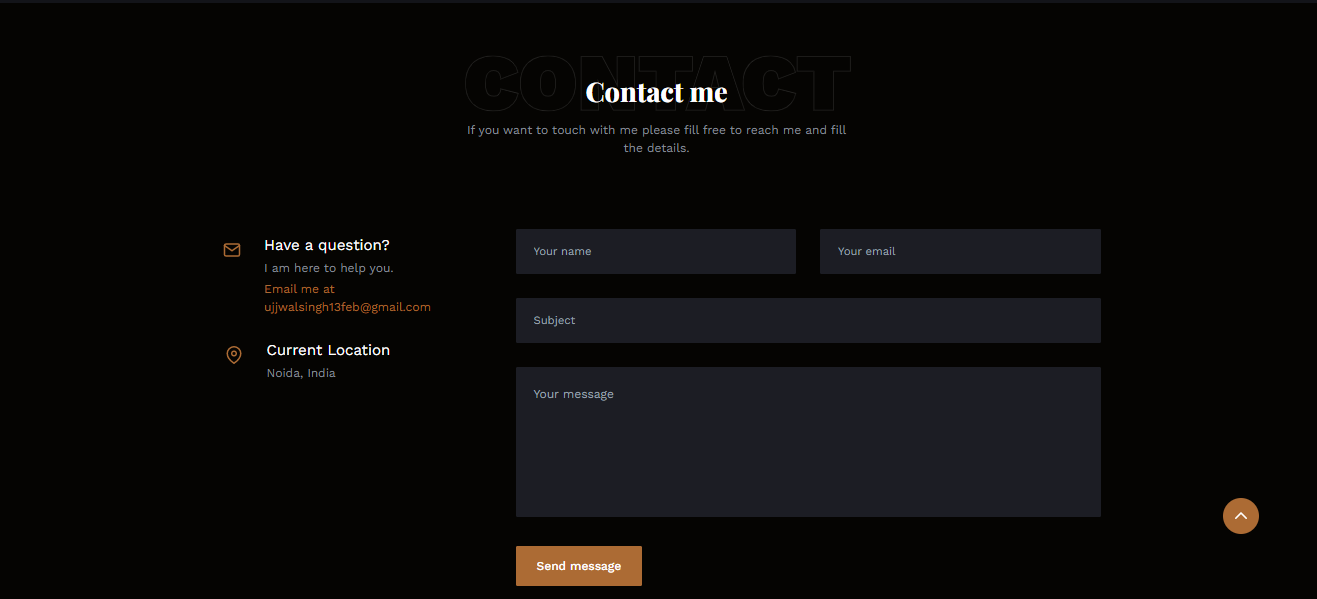 CONTACT
Contact me
If you want to touch with me please fill free to reach me and fill
the details.
Have a question?
I am here to help you.
Email me at
ujjwalsingh13feb@gmail.com
Current Location
Noida, India
Your name
Your email
Subject
Your message
Send message